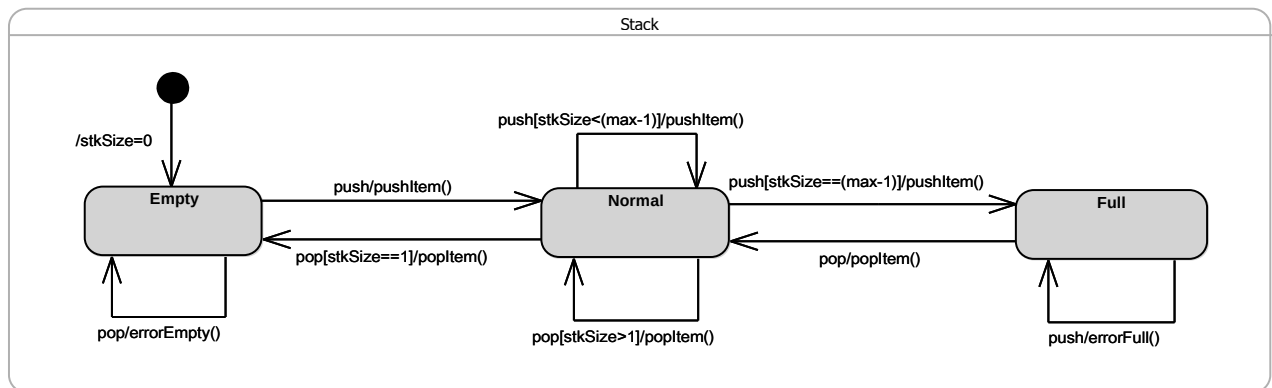 Stack
/stkSize=0
push[stkSize<(max-1)]/pushItem()
push/pushItem()
push[stkSize==(max-1)]/pushItem()
Empty
Normal
Full
pop[stkSize==1]/popItem()
pop/popItem()
pop/errorEmpty()
pop[stkSize>1]/popItem()
push/errorFull()